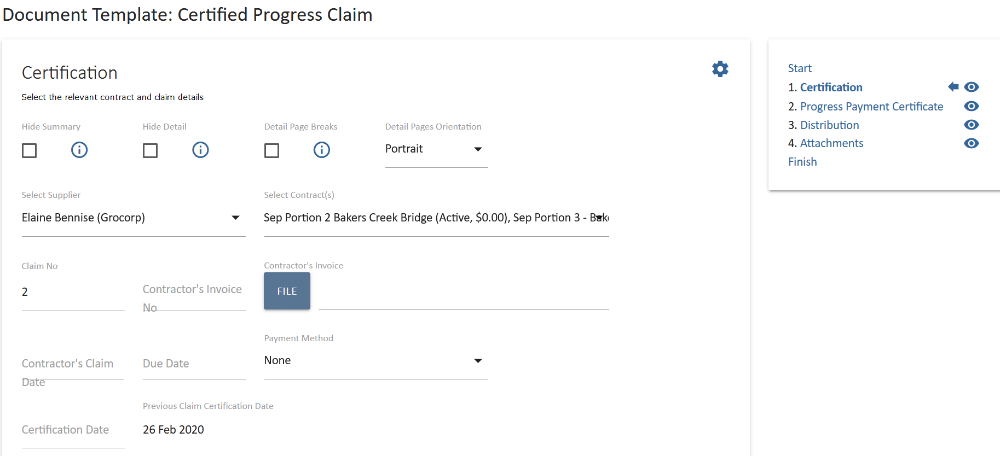 Document Template: Certified Progress Claim
Certification
Select the relevant contract and claim details
Hide Summary
Hide Detail
Detail Page Breaks
Detail Pages Orientation
Portrait
Select Supplier
Select Contract(s)
Elaine Bennise (Grocorp)
Sep Portion 2 Bakers Creek Bridge (Active, $0.00), Sep Portion 3 - Bake
Claim No
2
Contractor's Invoice
No
Contractor's Invoice
FILE
Contractor's Claim
Date
Due Date
Payment Method
None
Certification Date
Previous Claim Certification Date
26 Feb 2020
Start
1. Certification
2. Progress Payment Certificate
3. Distribution
4. Attachments
Finish